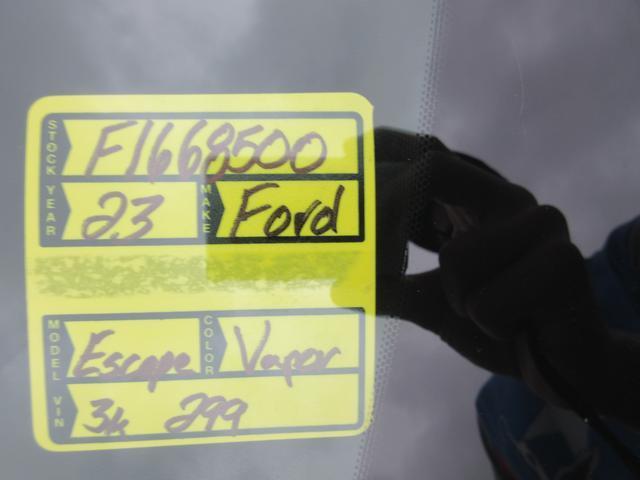 STOCK F1668500
YEAR 23 MAKE Ford
MODEL Escape COLOR Vapor
VIN 3k 299